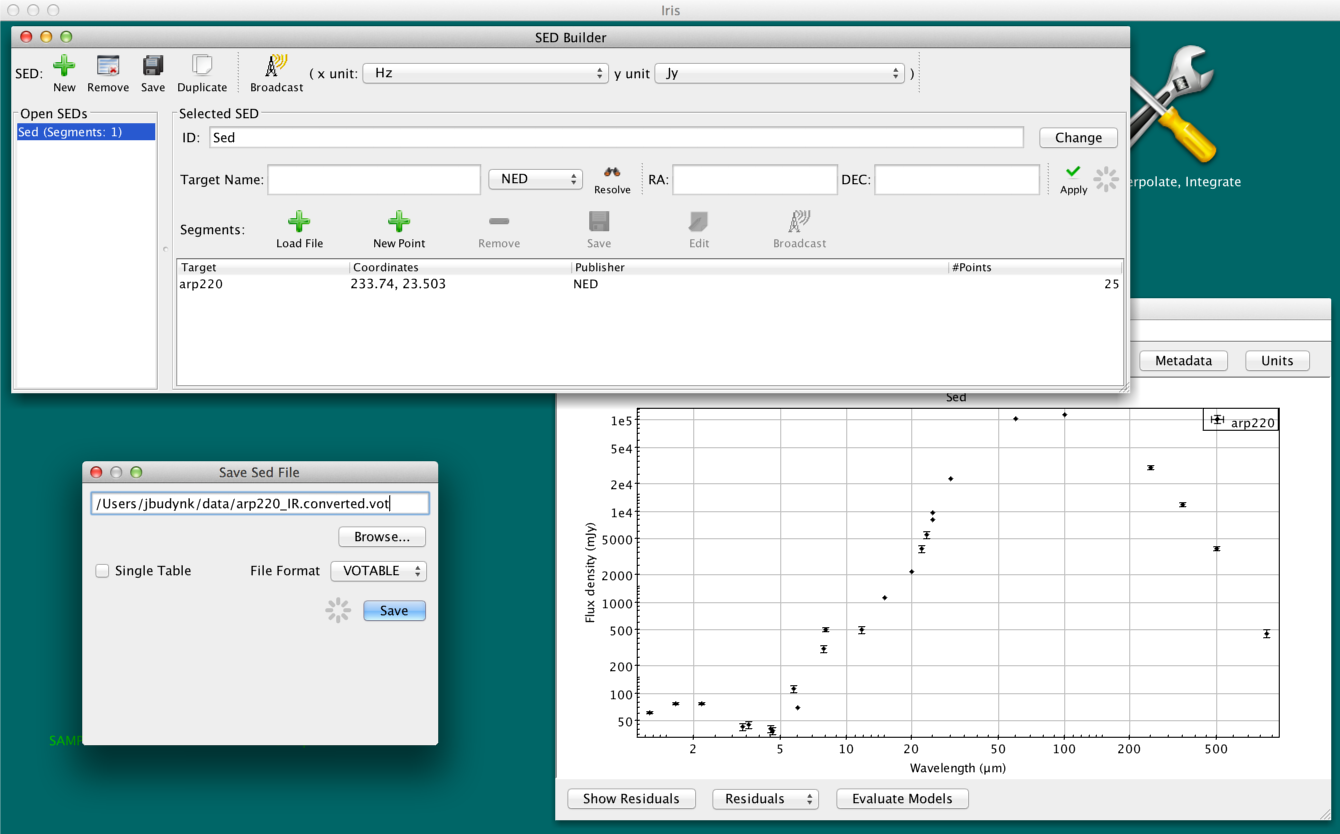 Iris
SED Builder
SED:
New
Remove
Save
Duplicate
Broadcast
( x unit: Hz
y unit Jy )
Open SEDs
Sed (Segments: 1)
Selected SED
ID: Sed
Change
Target Name:
NED
Resolve
RA:
DEC:
Apply
erpolate, Integrate
Segments:
Load File
New Point
Remove
Save
Edit
Broadcast
Target Coordinates Publisher #Points
arp220 233.74, 23.503 NED 25
Metadata
Units
Sed
arp220
1e5
5e4
2e4
1e4
5000
2000
1000
500
200
100
50
Flux density (mJy)
2 5 10 20 50 100 200 500
Wavelength (μm)
Show Residuals
Residuals
Evaluate Models
Save Sed File
/Users/jbudynk/data/arp220_IR.converted.vot
Browse...
Single Table
File Format VOTABLE
Save
SAMP